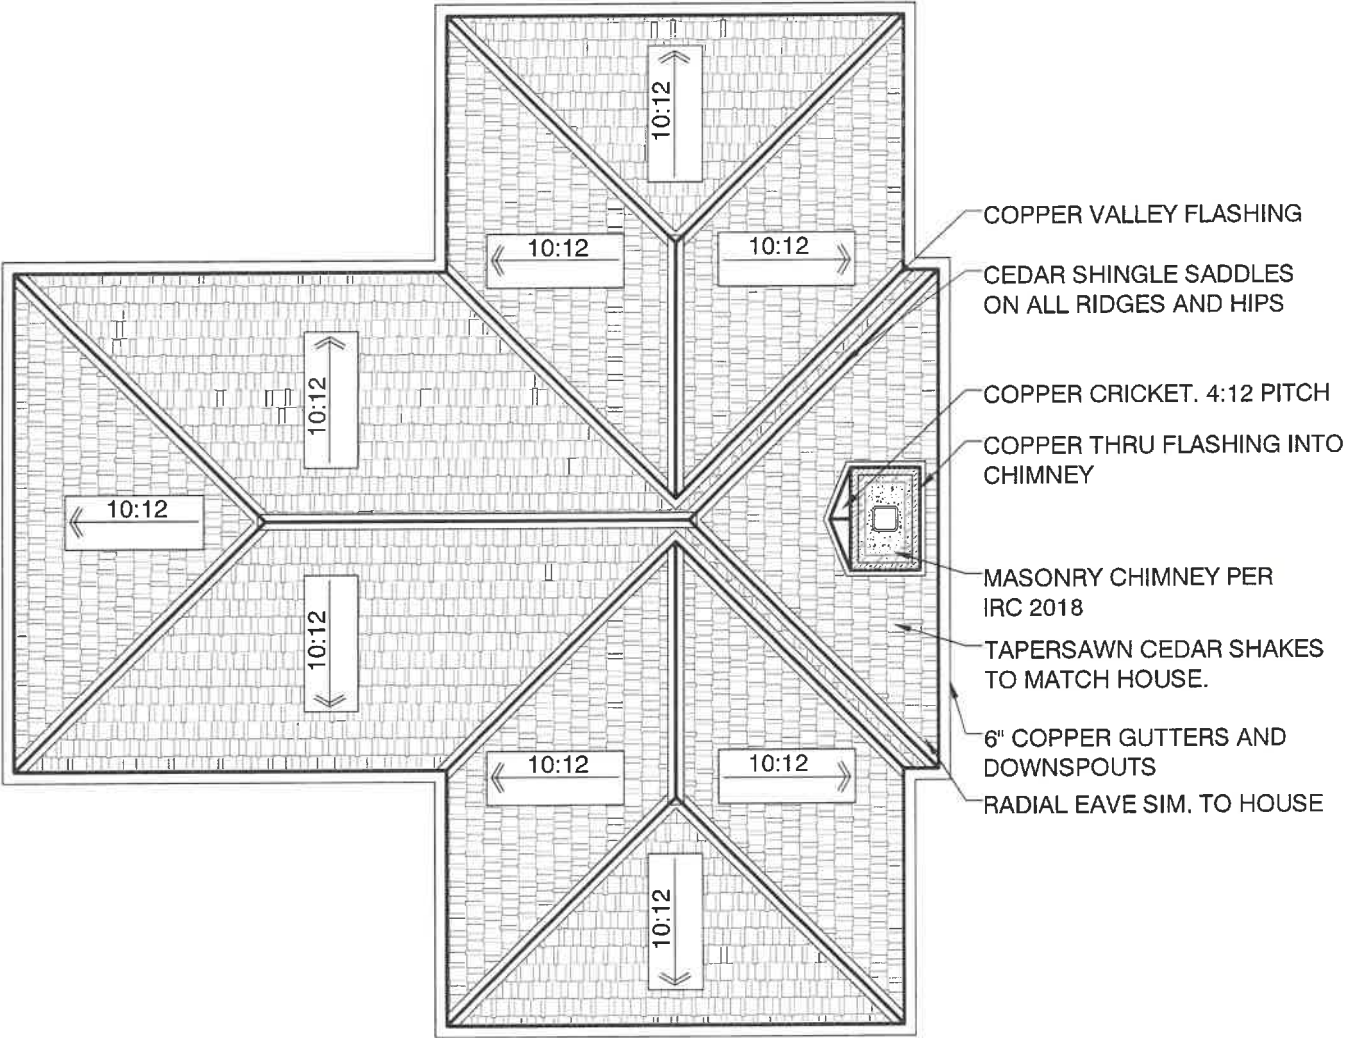 10:12
COPPER VALLEY FLASHING
10:12
10:12
CEDAR SHINGLE SADDLES
ON ALL RIDGES AND HIPS
10:12
COPPER CRICKET. 4:12 PITCH
COPPER THRU FLASHING INTO
CHIMNEY
10:12
MASONRY CHIMNEY PER
IRC 2018
10:12
TAPERSAWN CEDAR SHAKES
TO MATCH HOUSE.
6" COPPER GUTTERS AND
DOWNSPOUTS
10:12
10:12
RADIAL EAVE SIM. TO HOUSE
10:12